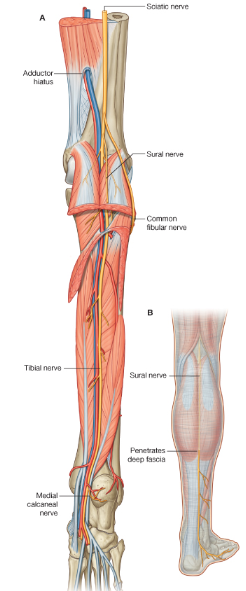 A
Sciatic nerve
Adductor
hiatus
Sural nerve
Common
fibular nerve
B
Tibial nerve
Sural nerve
Penetrates
deep fascia
Medial
calcaneal
nerve